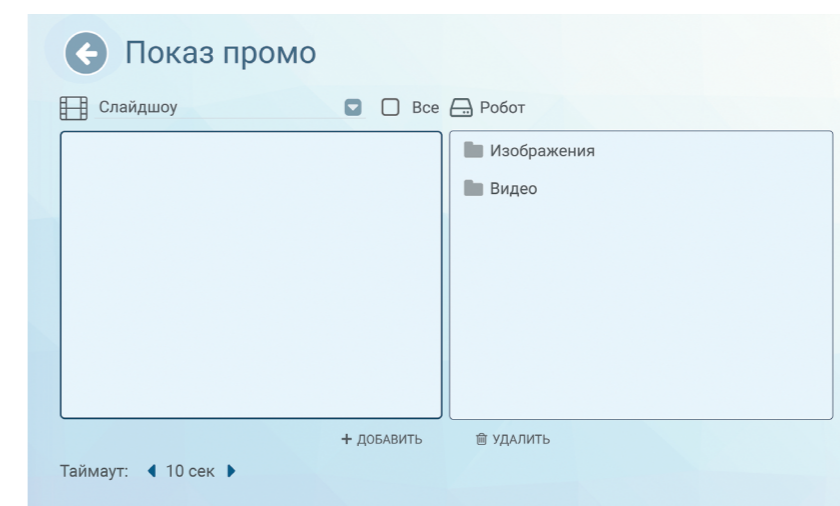 Показ промо
Слайдшоу Все Робот
Изображения
Видео
+ ДОБАВИТЬ УДАЛИТЬ
Таймаут: 10 сек